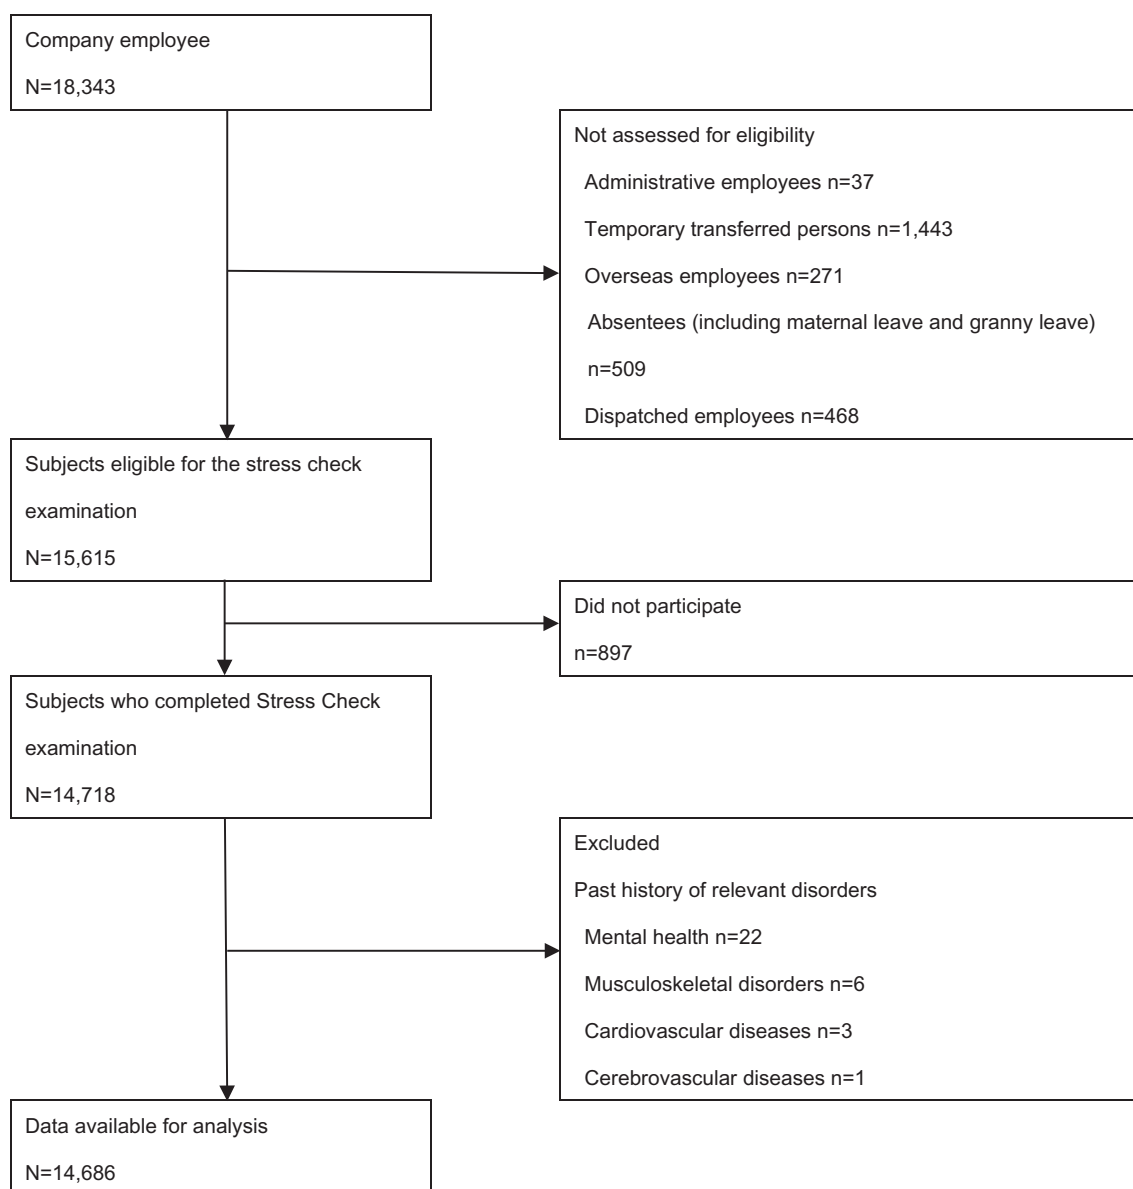 Company employee
N=18,343
Not assessed for eligibility
Administrative employees n=37
Temporary transferred persons n=1,443
Overseas employees n=271
Absentees (including maternal leave and granny leave)
n=509
Dispatched employees n=468
Subjects eligible for the stress check
examination
N=15,615
Did not participate
n=897
Subjects who completed Stress Check
examination
N=14,718
Excluded
Past history of relevant disorders
Mental health n=22
Musculoskeletal disorders n=6
Cardiovascular diseases n=3
Cerebrovascular diseases n=1
Data available for analysis
N=14,686